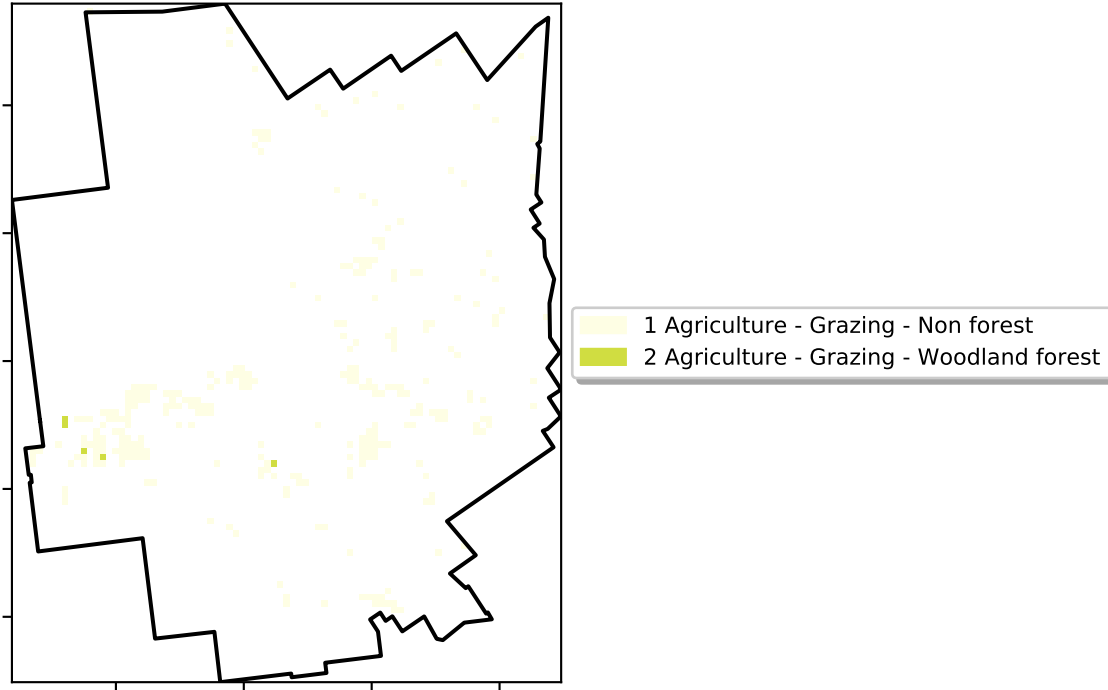 1 Agriculture - Grazing - Non forest
2 Agriculture - Grazing - Woodland forest